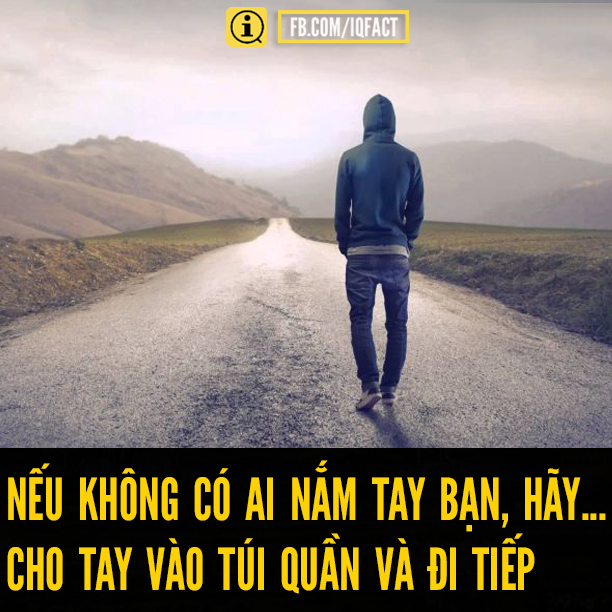 FB.COM/IQFACT
NẾU KHÔNG CÓ AI NẮM TAY BẠN, HÃY...
CHO TAY VÀO TÚI QUẦN VÀ ĐI TIẾP